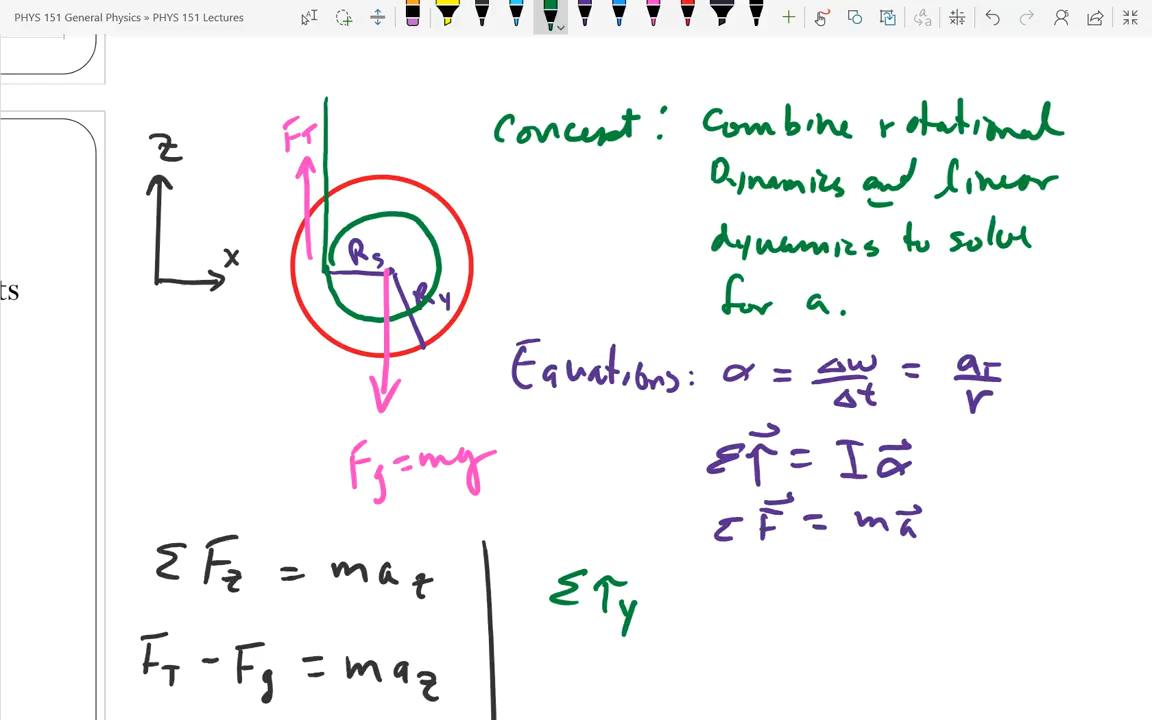 PHYS 151 General Physics » PHYS 151 Lectures
ts
z
x
FT
Rs
Ry
Fg = mg
Concept: Combine rotational
Dynamics and linear
dynamics to solve
for a.
Equations: α = Δω/Δt = aT/r
Στ⃗ = Iα⃗
ΣF⃗ = ma⃗
ΣFz = maz
FT - Fg = maz
Στy